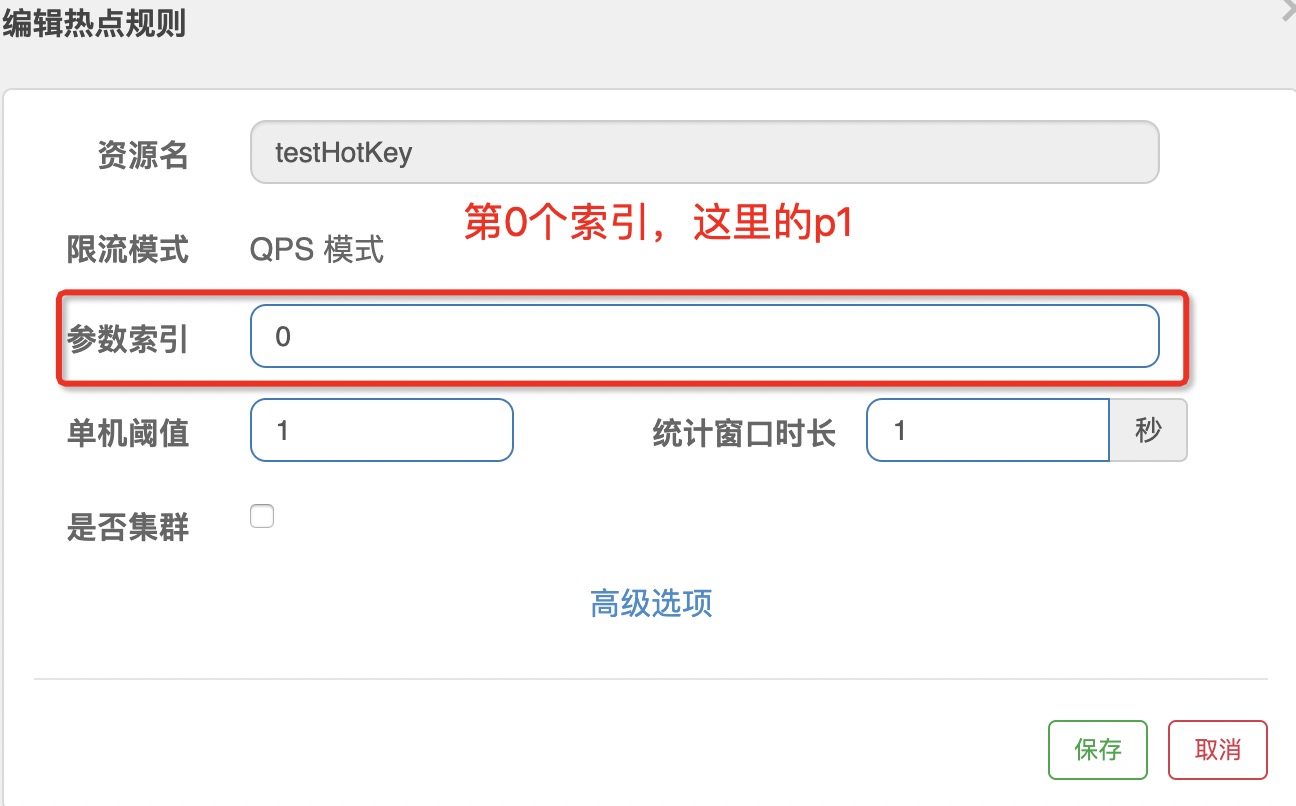 编辑热点规则
资源名 testHotKey
第0个索引，这里的p1
限流模式 QPS 模式
参数索引 0
单机阈值 1 统计窗口时长 1 秒
是否集群
高级选项
保存 取消